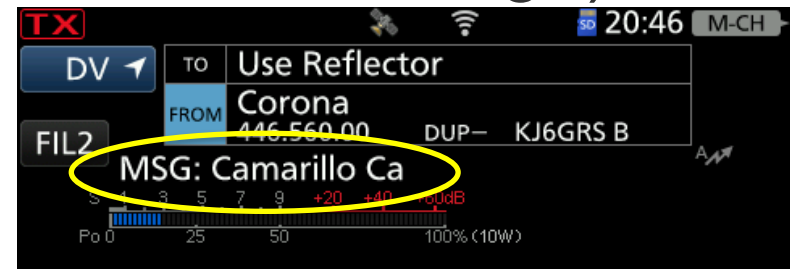 TX SD 20:46 M-CH
DV TO Use Reflector
FROM Corona
446.560.00 DUP− KJ6GRS B
FIL2
MSG: Camarillo Ca
A
S 1 3 5 7 9 +20 +40 +60dB
Po 0 25 50 100% (10W)